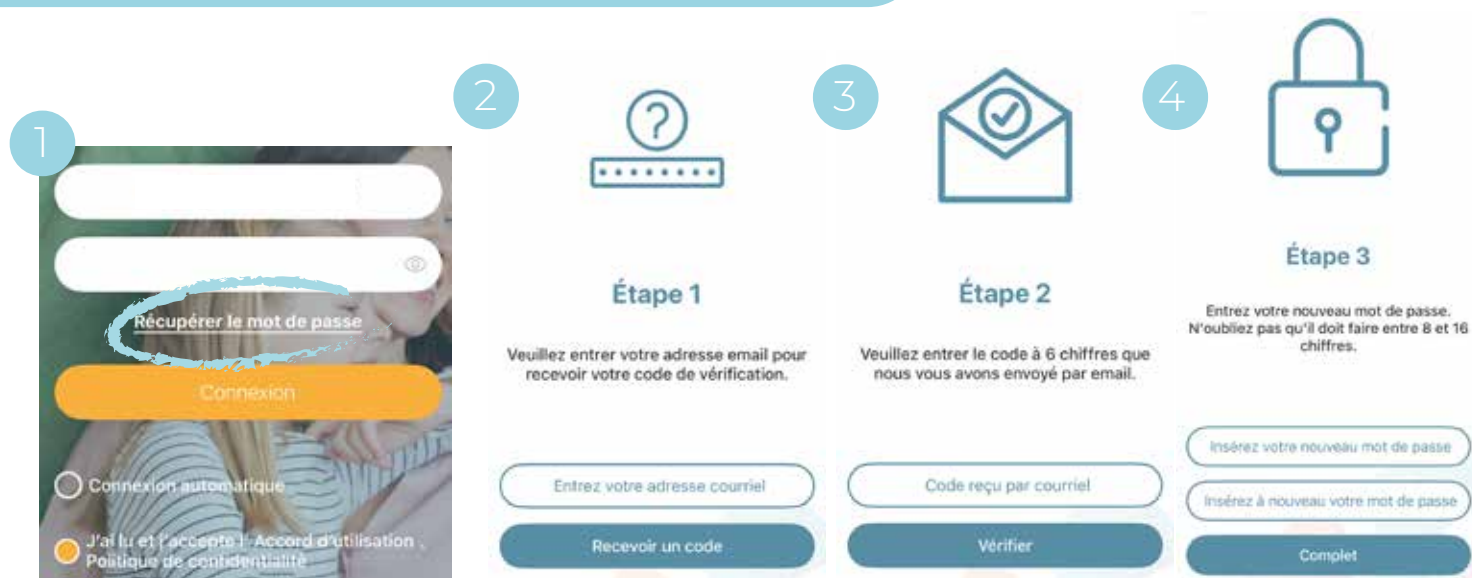 1
Récupérer le mot de passe
Connexion
Connexion automatique
J'ai lu et j'accepte l' Accord d'utilisation ,
Politique de confidentialité
2
Étape 1
Veuillez entrer votre adresse email pour
recevoir votre code de vérification.
Entrez votre adresse courriel
Recevoir un code
3
Étape 2
Veuillez entrer le code à 6 chiffres que
nous vous avons envoyé par email.
Code reçu par courriel
Vérifier
4
Étape 3
Entrez votre nouveau mot de passe.
N'oubliez pas qu'il doit faire entre 8 et 16
chiffres.
Insérez votre nouveau mot de passe
Insérez à nouveau votre mot de passe
Complet